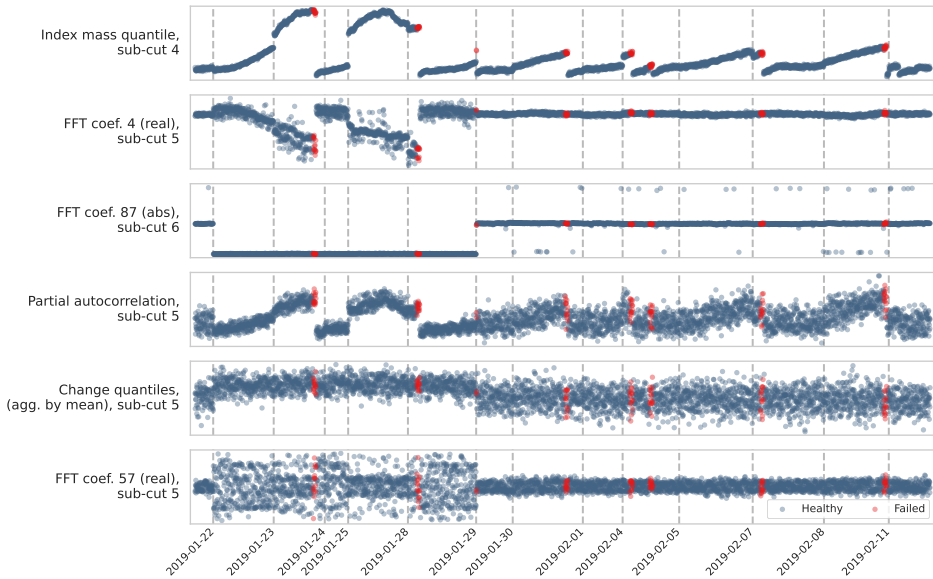 Index mass quantile,
sub-cut 4
FFT coef. 4 (real),
sub-cut 5
FFT coef. 87 (abs),
sub-cut 6
Partial autocorrelation,
sub-cut 5
Change quantiles,
(agg. by mean), sub-cut 5
FFT coef. 57 (real),
sub-cut 5
Healthy
Failed
2019-01-22
2019-01-23
2019-01-24
2019-01-25
2019-01-28
2019-01-29
2019-01-30
2019-02-01
2019-02-04
2019-02-05
2019-02-07
2019-02-08
2019-02-11